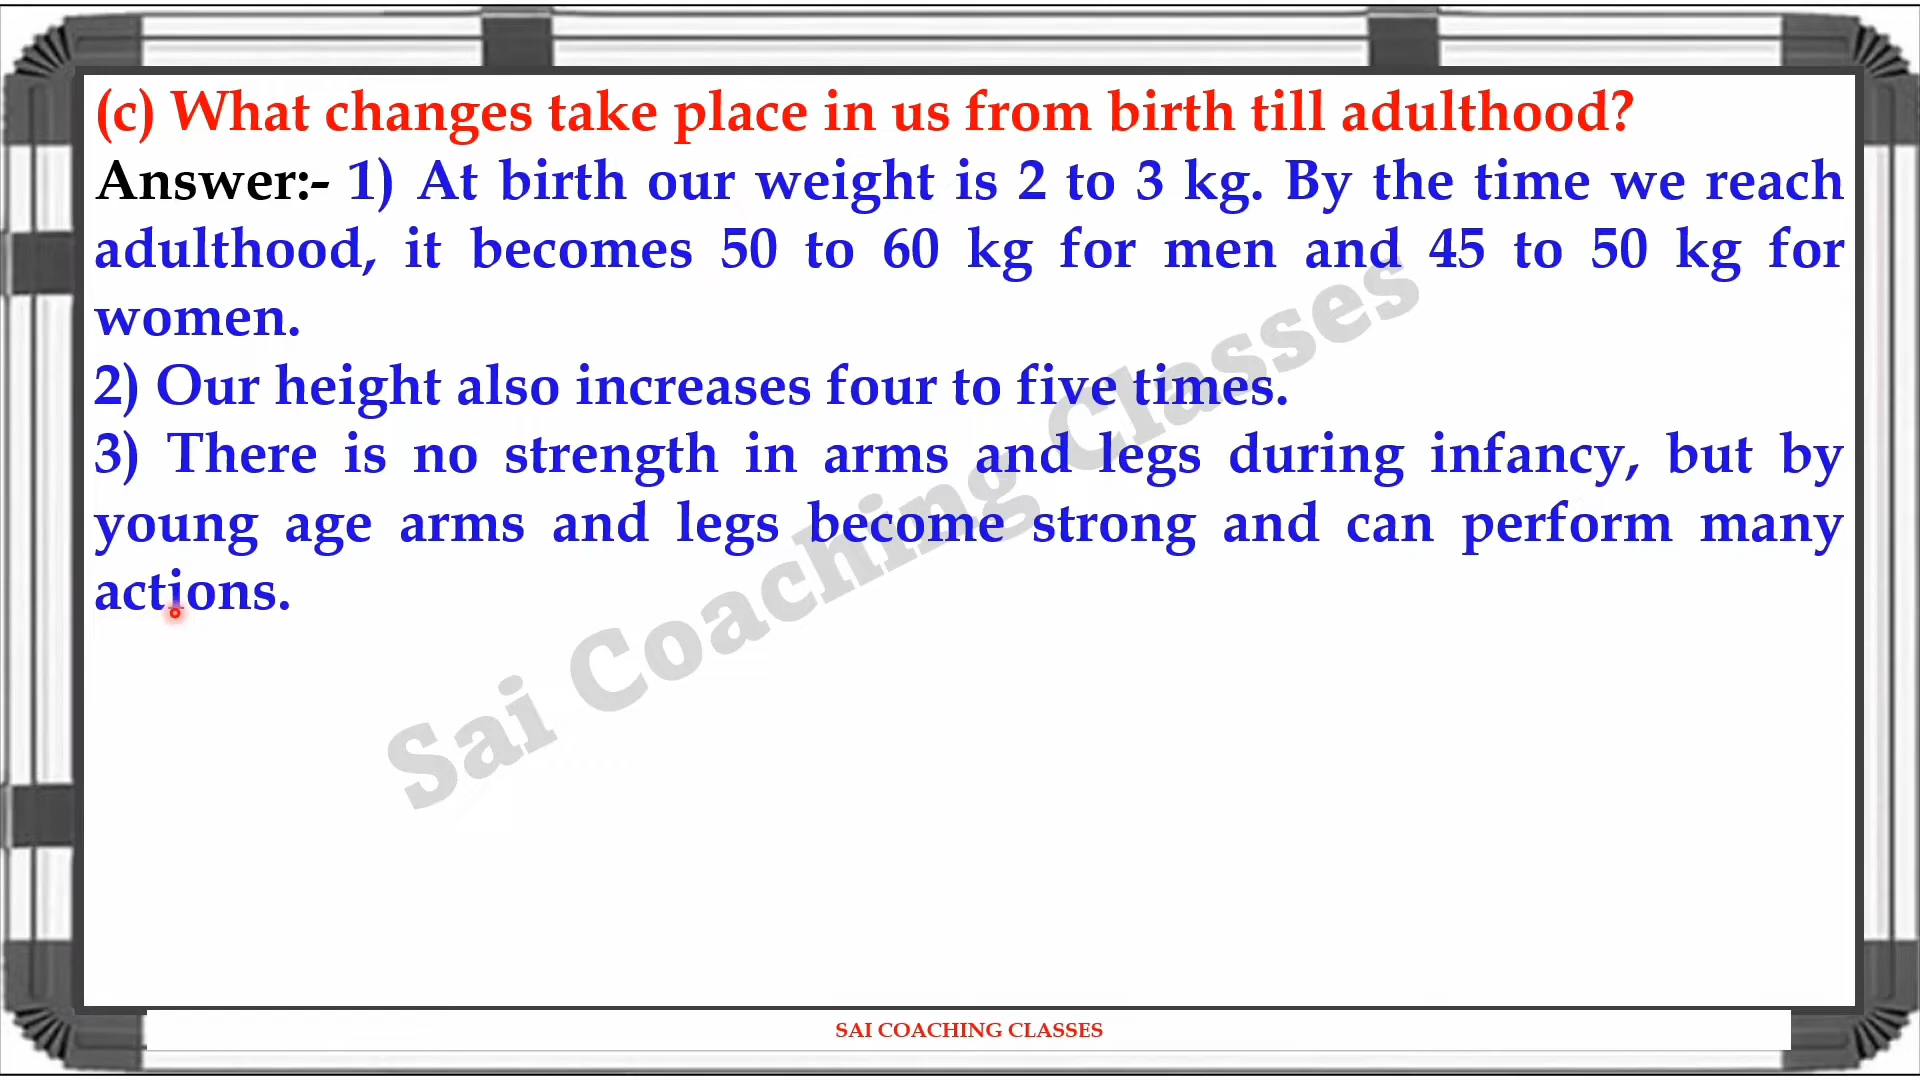 (c) What changes take place in us from birth till adulthood?
Answer:- 1) At birth our weight is 2 to 3 kg. By the time we reach
adulthood, it becomes 50 to 60 kg for men and 45 to 50 kg for
women.
2) Our height also increases four to five times.
3) There is no strength in arms and legs during infancy, but by
young age arms and legs become strong and can perform many
actions.
Sai Coaching Classes
SAI COACHING CLASSES